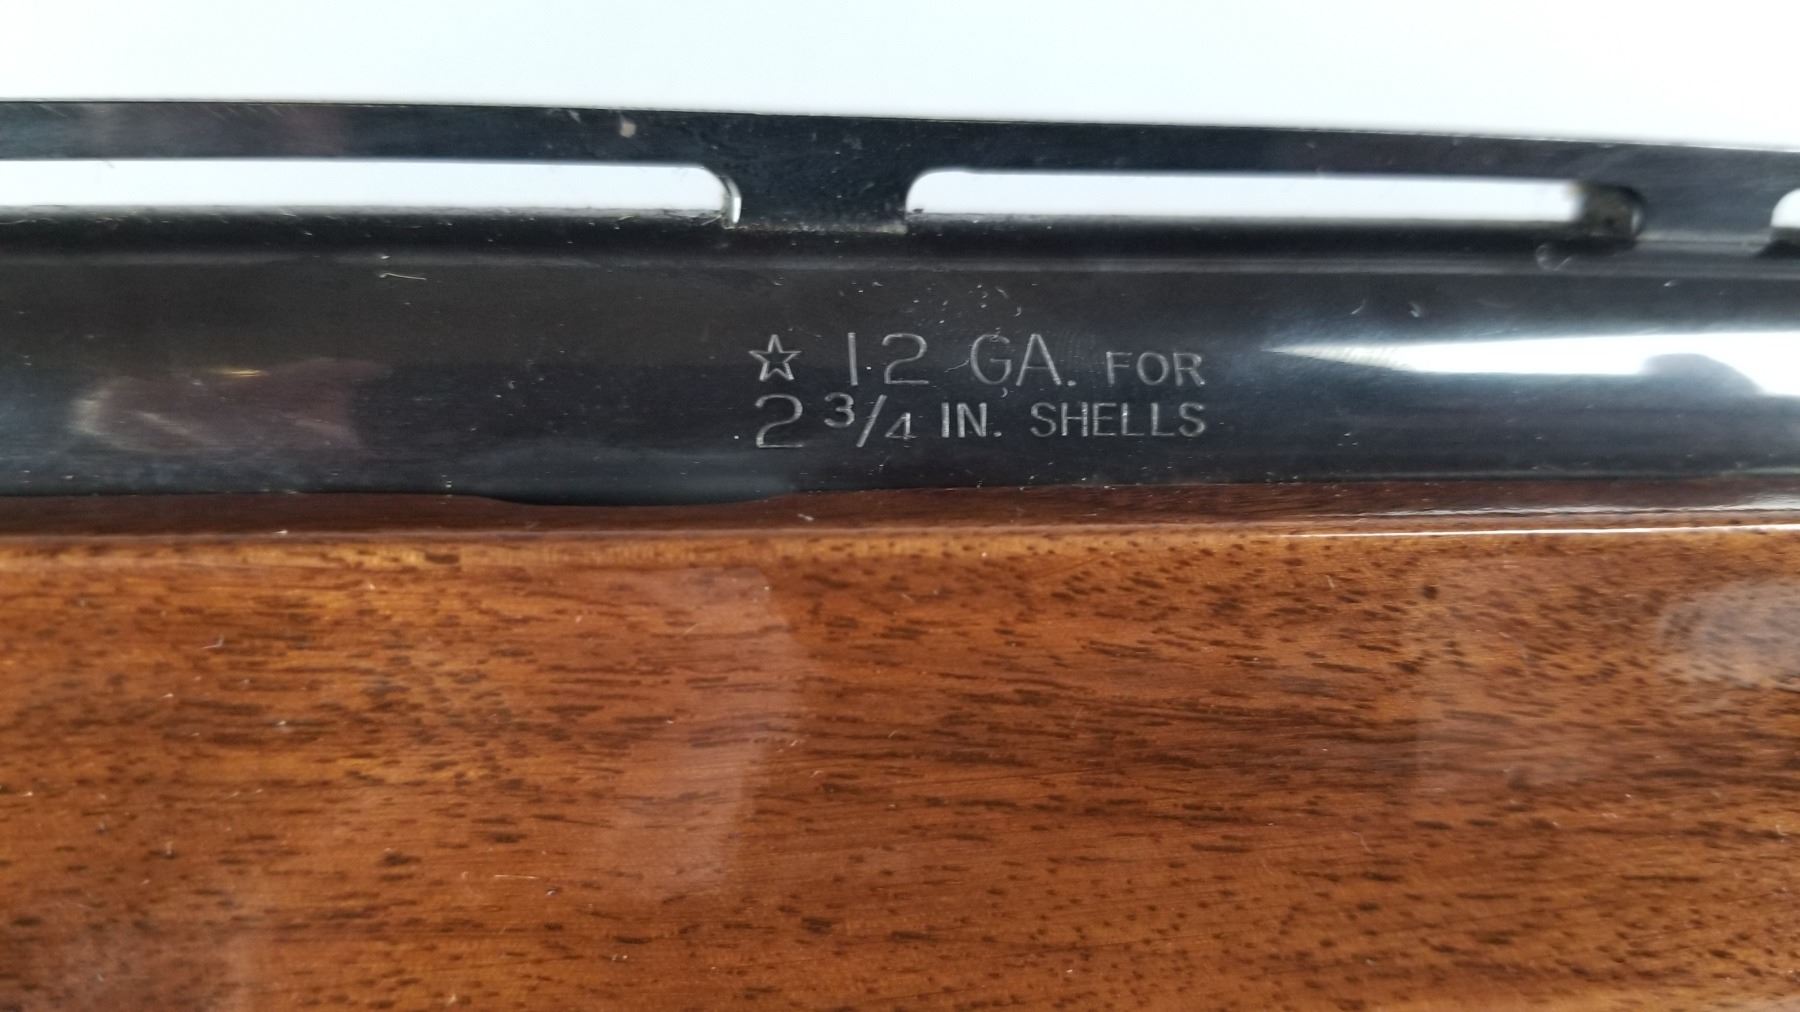 ☆ 12 GA. FOR
2 3/4 IN. SHELLS